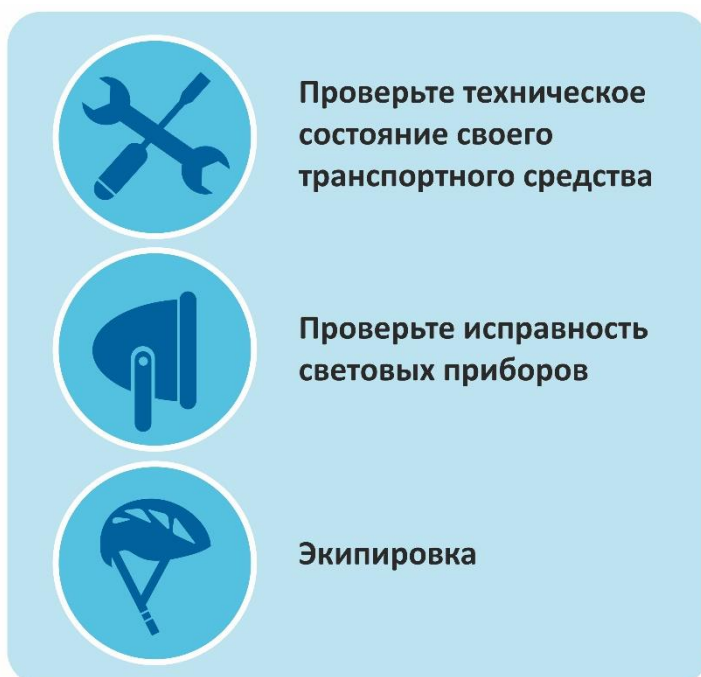 Проверьте техническое
состояние своего
транспортного средства
Проверьте исправность
световых приборов
Экипировка